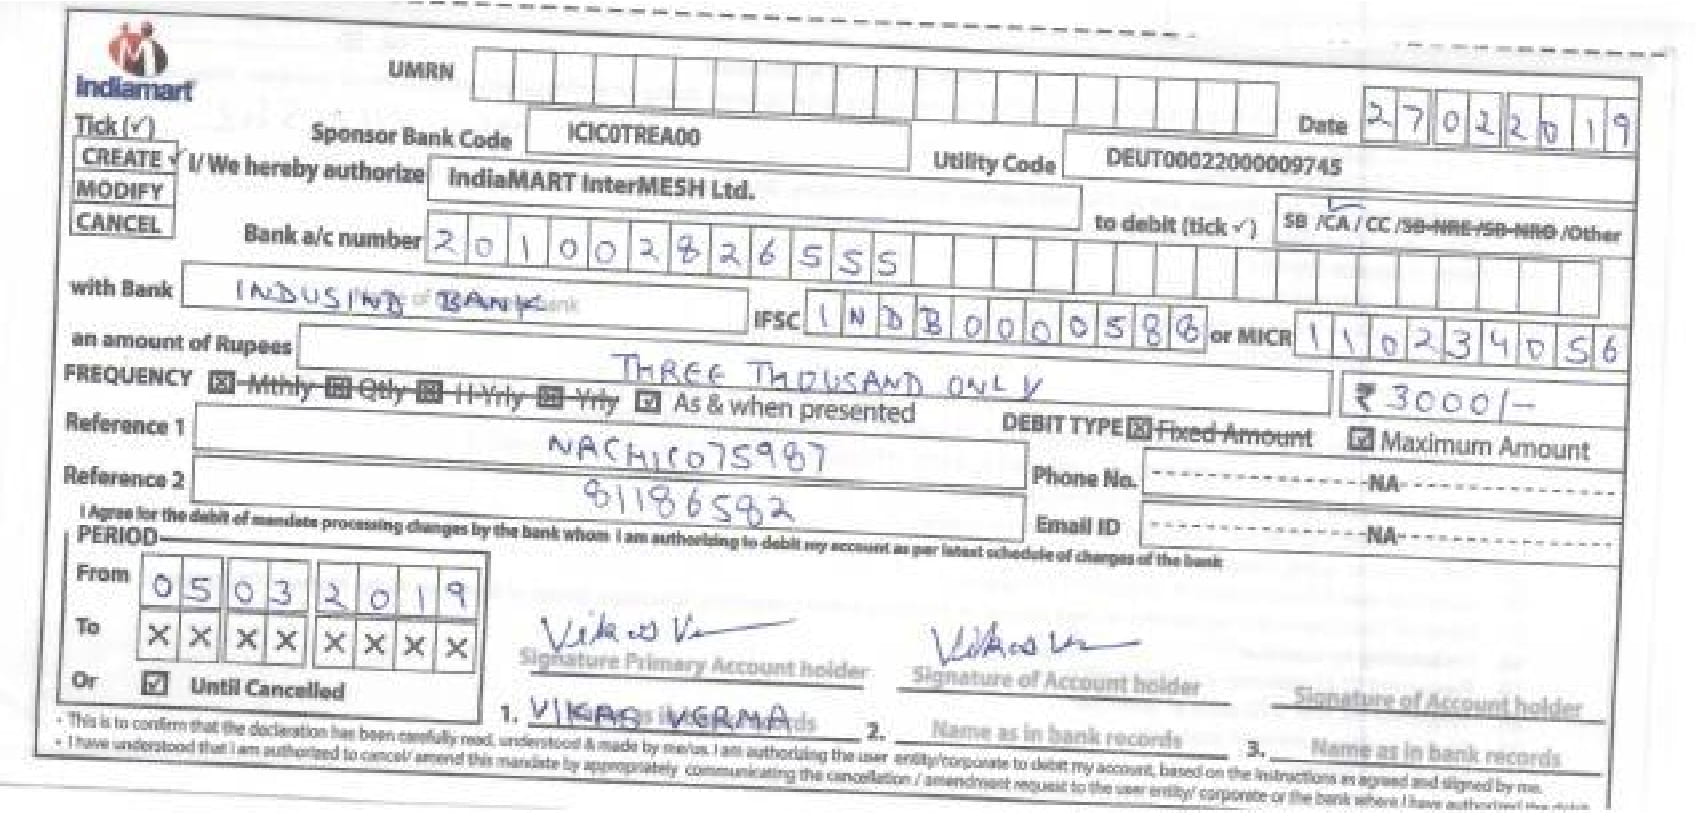 indiamart
UMRN
Date 27022019
Tick (✓)
Sponsor Bank Code ICIC0TREA00 Utility Code DEUT00022000009745
CREATE ✓ I/ We hereby authorize IndiaMART InterMESH Ltd. to debit (tick ✓) SB /CA / CC /SB-NRE/SB-NRO /Other
MODIFY
CANCEL
Bank a/c number 201002826555
with Bank INDUSIND BANK IFSC INDB0000588 or MICR 110234056
an amount of Rupees THREE THOUSAND ONLY ₹ 3000/-
FREQUENCY ☒ Mthly ☒ Qtly ☒ H-Yrly ☒ Yrly ☑ As & when presented DEBIT TYPE ☒ Fixed Amount ☑ Maximum Amount
Reference 1 NACHICO75987 Phone No. NA
Reference 2 81186582 Email ID NA
I Agree for the debit of mandate processing charges by the bank whom I am authorizing to debit my account as per latest schedule of charges of the bank
PERIOD
From 05032019
To XXXXXXXX
Or ☑ Until Cancelled
Vikas V Vikas V
Signature Primary Account holder Signature of Account holder Signature of Account holder
1. VIKAS VERMA 2. Name as in bank records 3. Name as in bank records
• This is to confirm that the declaration has been carefully read, understood & made by me/us. I am authorizing the user entity/corporate to debit my account, based on the instructions as agreed and signed by me.
• I have understood that I am authorized to cancel/ amend this mandate by appropriately communicating the cancellation / amendment request to the user entity/ corporate or the bank where I have authorized the debit